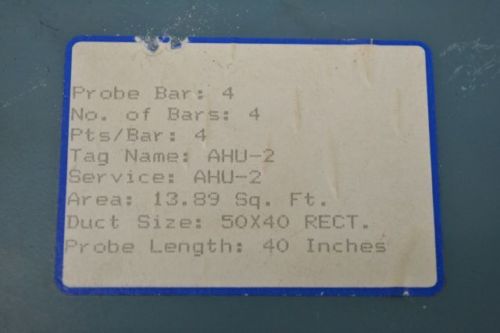 Probe Bar: 4
No. of Bars: 4
Pts/Bar: 4
Tag Name: AHU-2
Service: AHU-2
Area: 13.89 Sq. Ft.
Duct Size: 50X40 RECT.
Probe Length: 40 Inches